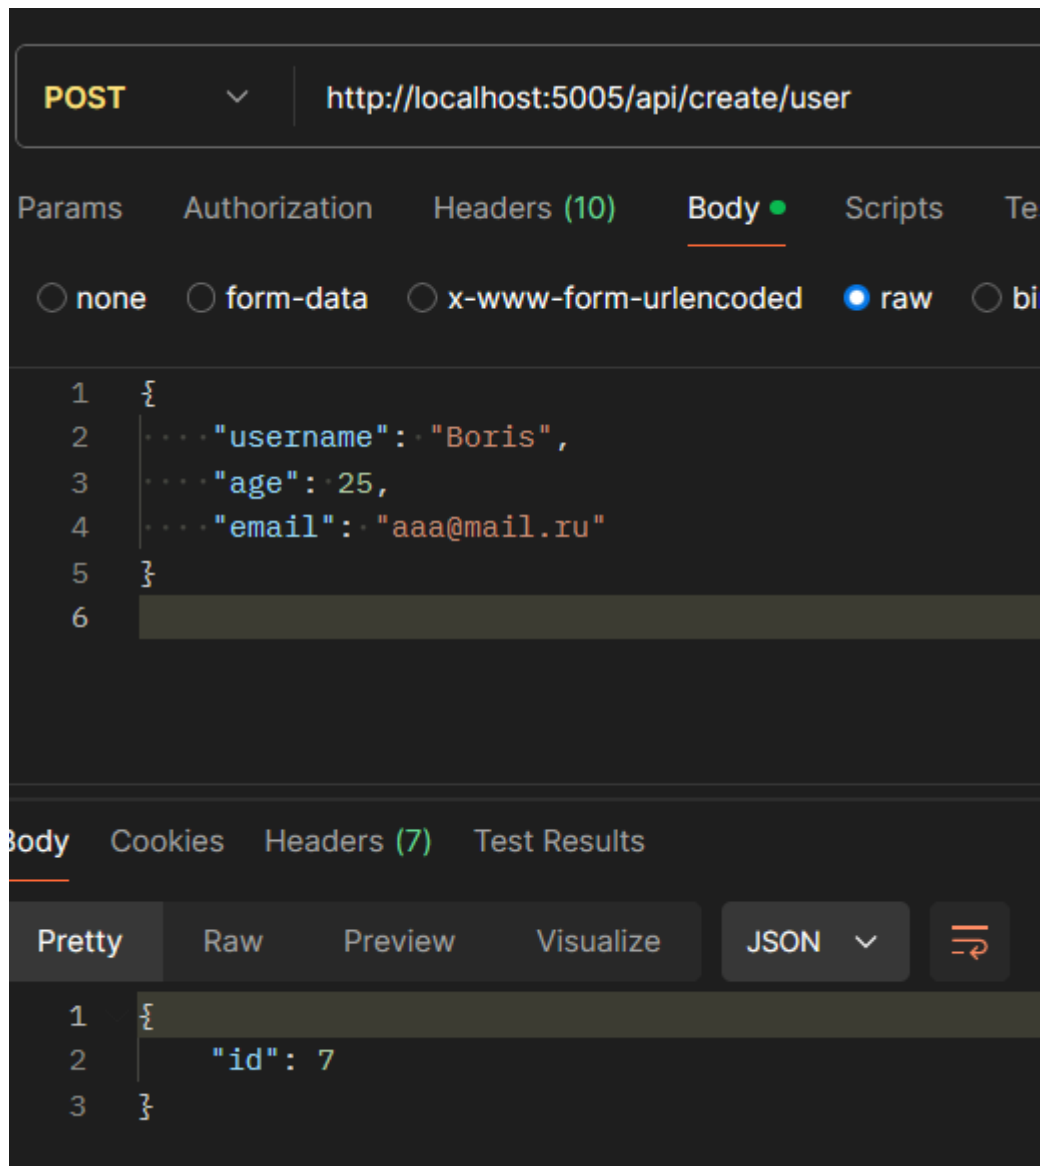 POST http://localhost:5005/api/create/user
Params Authorization Headers (10) Body Scripts
none form-data x-www-form-urlencoded raw
1 {
2 "username": "Boris",
3 "age": 25,
4 "email": "aaa@mail.ru"
5 }
6
Body Cookies Headers (7) Test Results
Pretty Raw Preview Visualize JSON
1 {
2 "id": 7
3 }